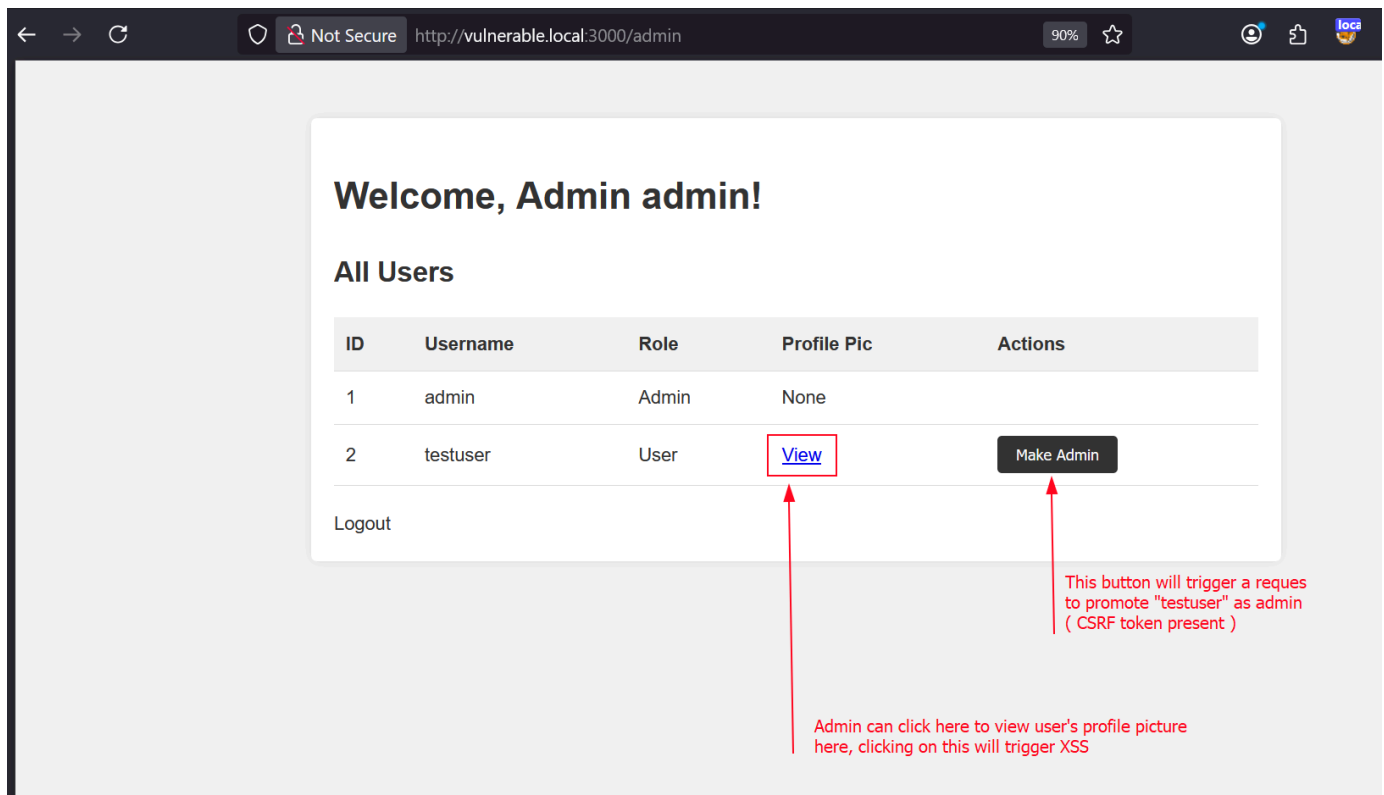 Not Secure http://vulnerable.local:3000/admin 90% loca
Welcome, Admin admin!
All Users
ID Username Role Profile Pic Actions
1 admin Admin None
2 testuser User View Make Admin
Logout
This button will trigger a reques
to promote "testuser" as admin
( CSRF token present )
Admin can click here to view user's profile picture
here, clicking on this will trigger XSS